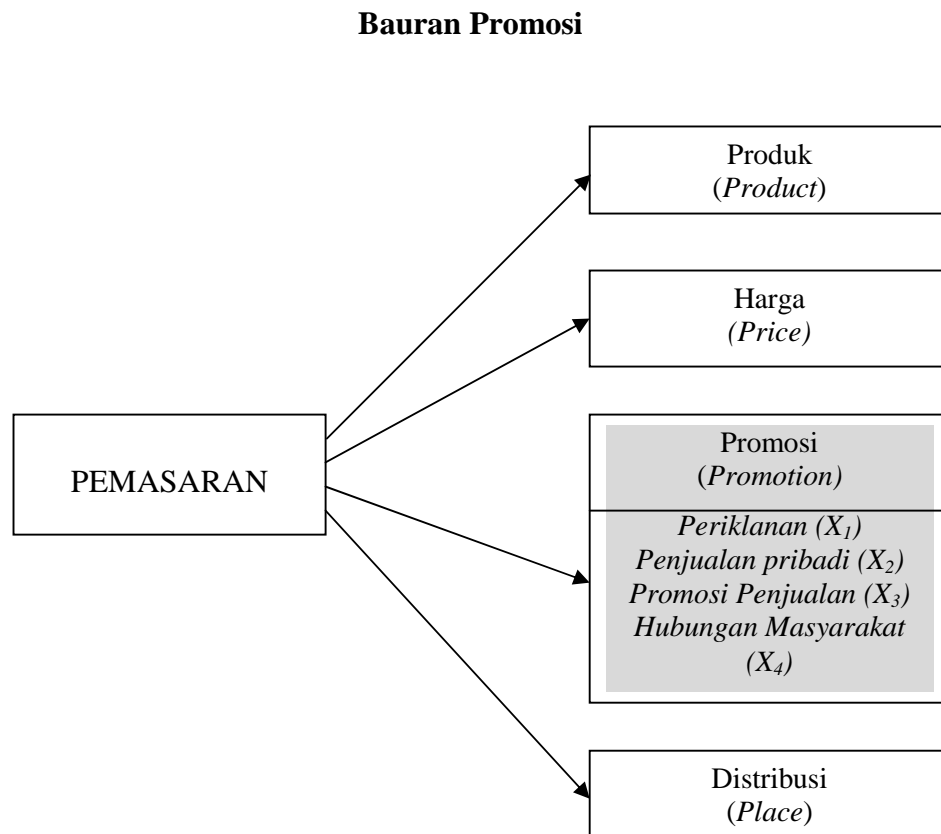 Bauran Promosi
Produk
(Product)
Harga
(Price)
PEMASARAN
Promosi
(Promotion)
Periklanan (X₁)
Penjualan pribadi (X₂)
Promosi Penjualan (X₃)
Hubungan Masyarakat
(X₄)
Distribusi
(Place)